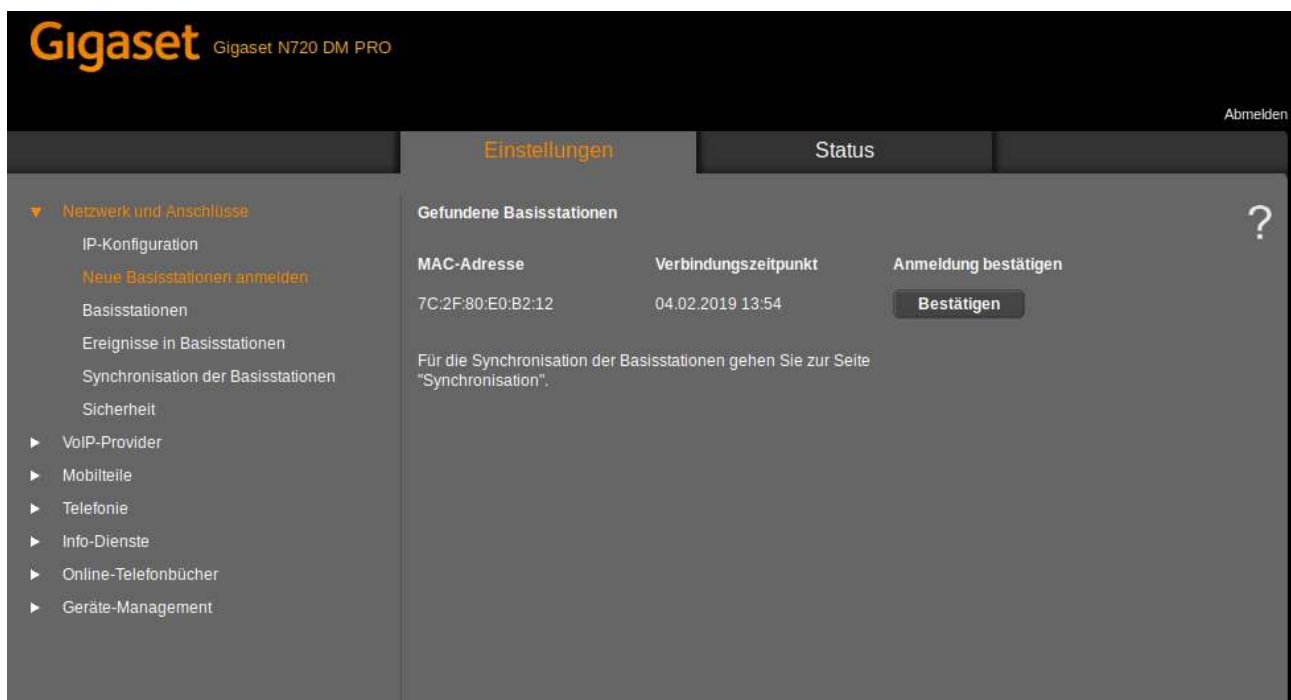 Gigaset Gigaset N720 DM PRO
Abmelden
Einstellungen Status
Netzwerk und Anschlüsse
IP-Konfiguration
Neue Basisstationen anmelden
Basisstationen
Ereignisse in Basisstationen
Synchronisation der Basisstationen
Sicherheit
VoIP-Provider
Mobilteile
Telefonie
Info-Dienste
Online-Telefonbücher
Geräte-Management
Gefundene Basisstationen
?
MAC-Adresse Verbindungszeitpunkt Anmeldung bestätigen
7C:2F:80:E0:B2:12 04.02.2019 13:54 Bestätigen
Für die Synchronisation der Basisstationen gehen Sie zur Seite
"Synchronisation".